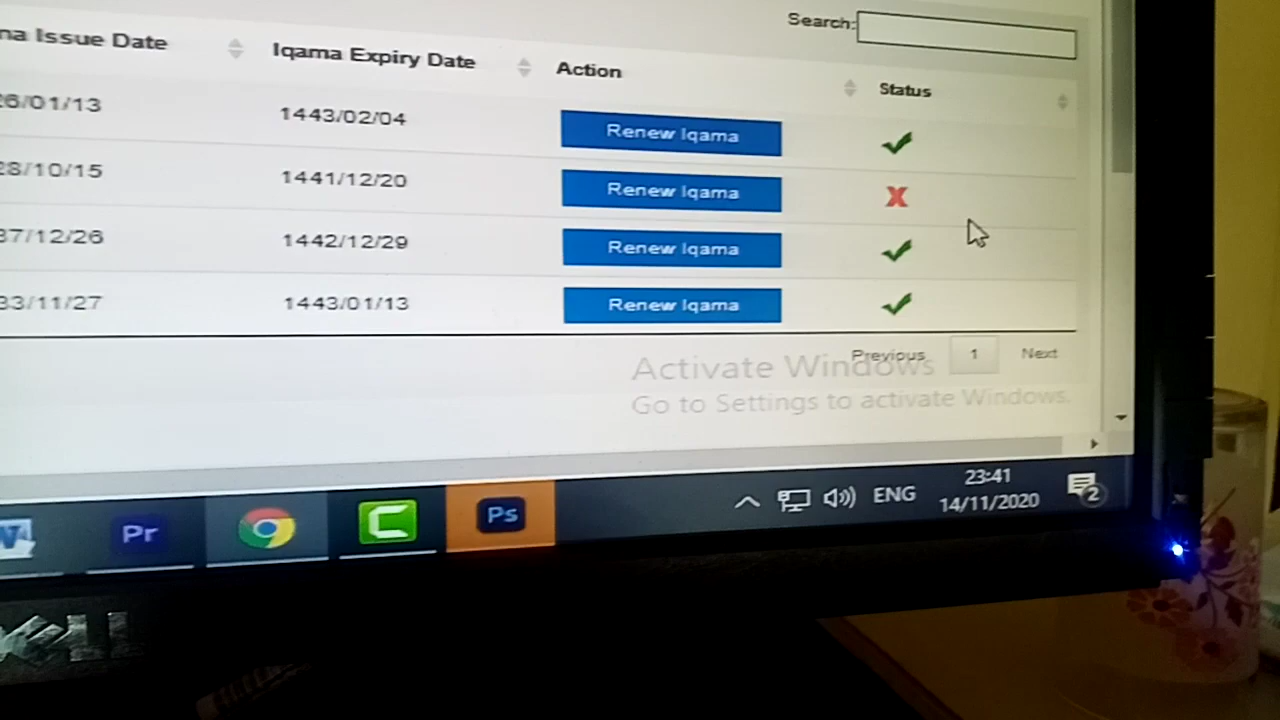 Search:
na Issue Date Iqama Expiry Date Action Status
26/01/13 1443/02/04 Renew Iqama
28/10/15 1441/12/20 Renew Iqama X
37/12/26 1442/12/29 Renew Iqama
33/11/27 1443/01/13 Renew Iqama
Previous 1 Next
Activate Windows
Go to Settings to activate Windows.
W Pr Ps ENG 23:41
14/11/2020
2